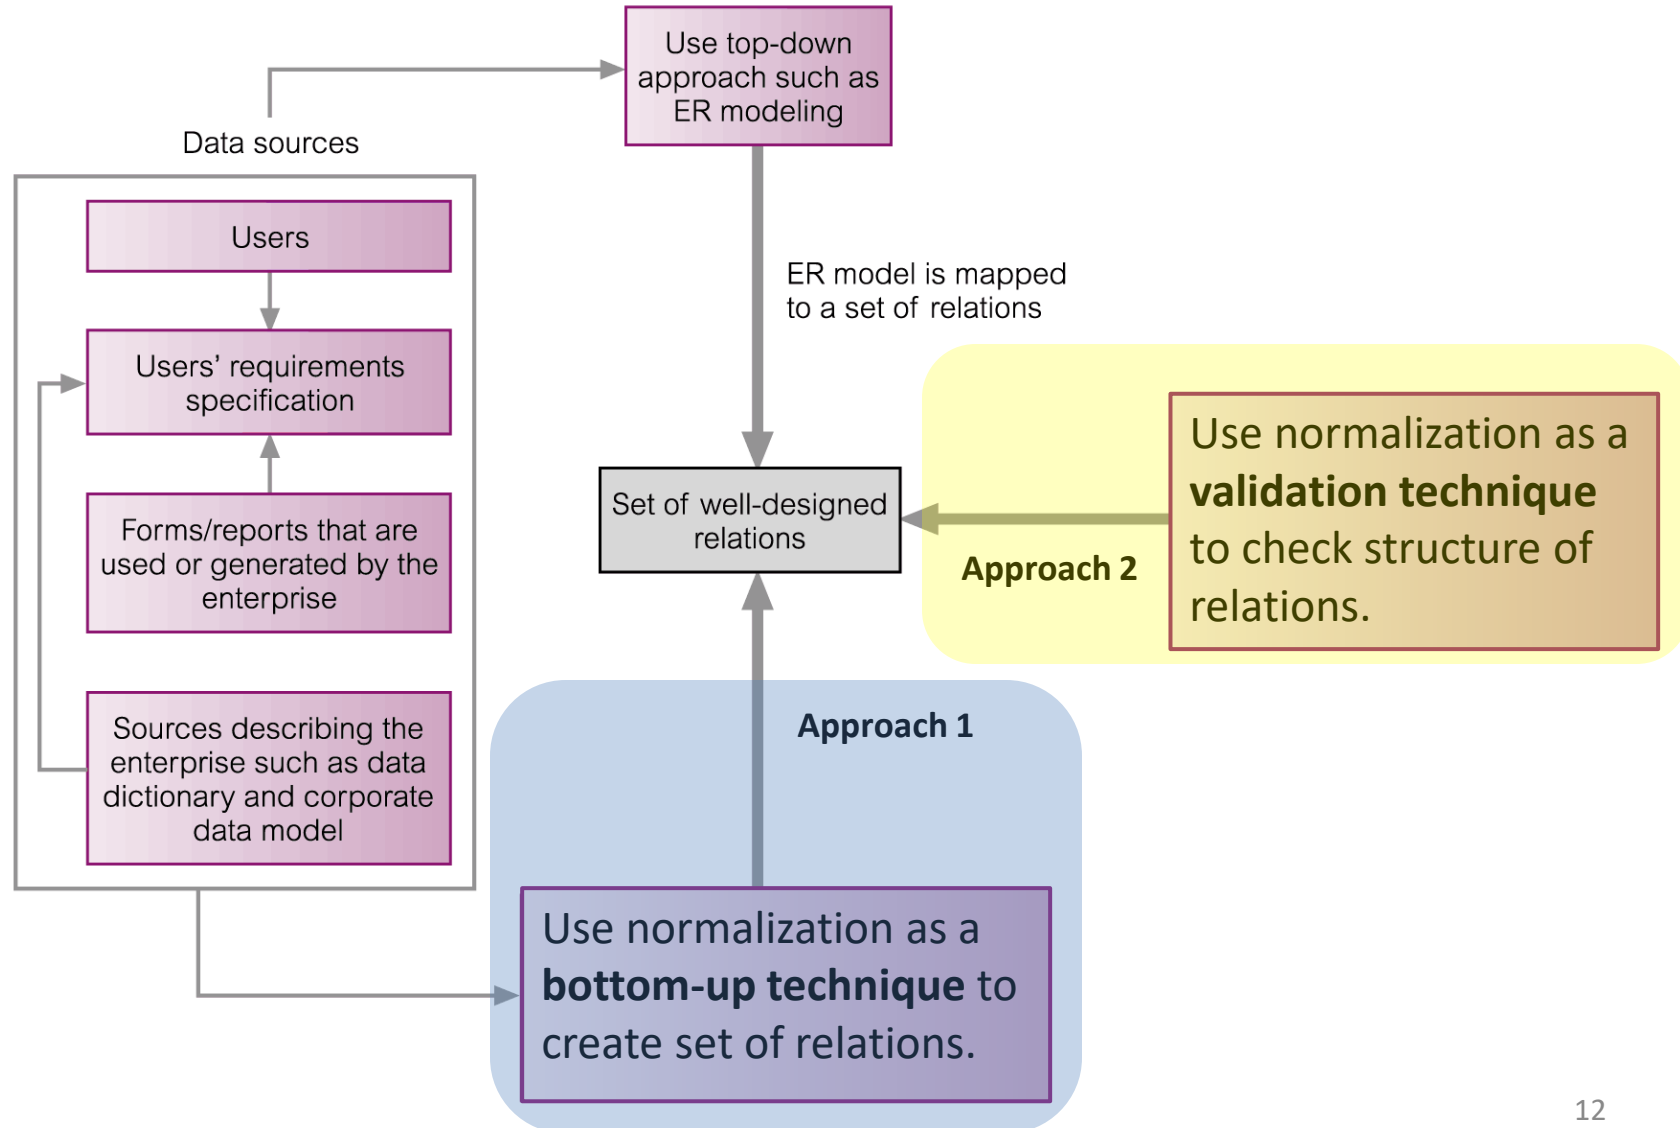 Use top-down
approach such as
ER modeling
Data sources
Users
Users’ requirements
specification
Forms/reports that are
used or generated by the
enterprise
Sources describing the
enterprise such as data
dictionary and corporate
data model
ER model is mapped
to a set of relations
Set of well-designed
relations
Approach 2
Use normalization as a
validation technique
to check structure of
relations.
Approach 1
Use normalization as a
bottom-up technique to
create set of relations.
12